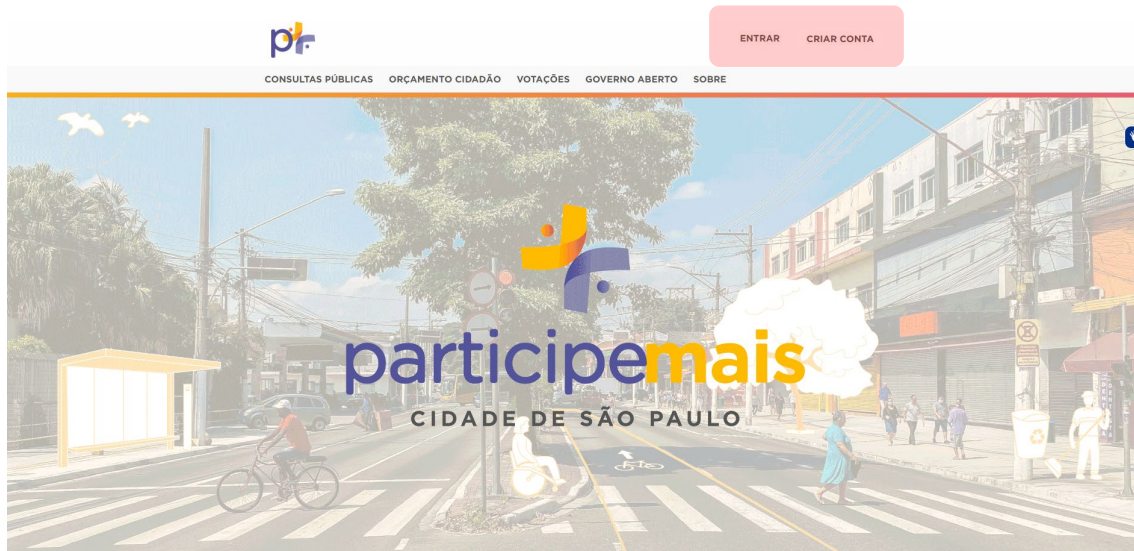 p+
ENTRAR CRIAR CONTA
CONSULTAS PÚBLICAS ORÇAMENTO CIDADÃO VOTAÇÕES GOVERNO ABERTO SOBRE
participemais
CIDADE DE SÃO PAULO